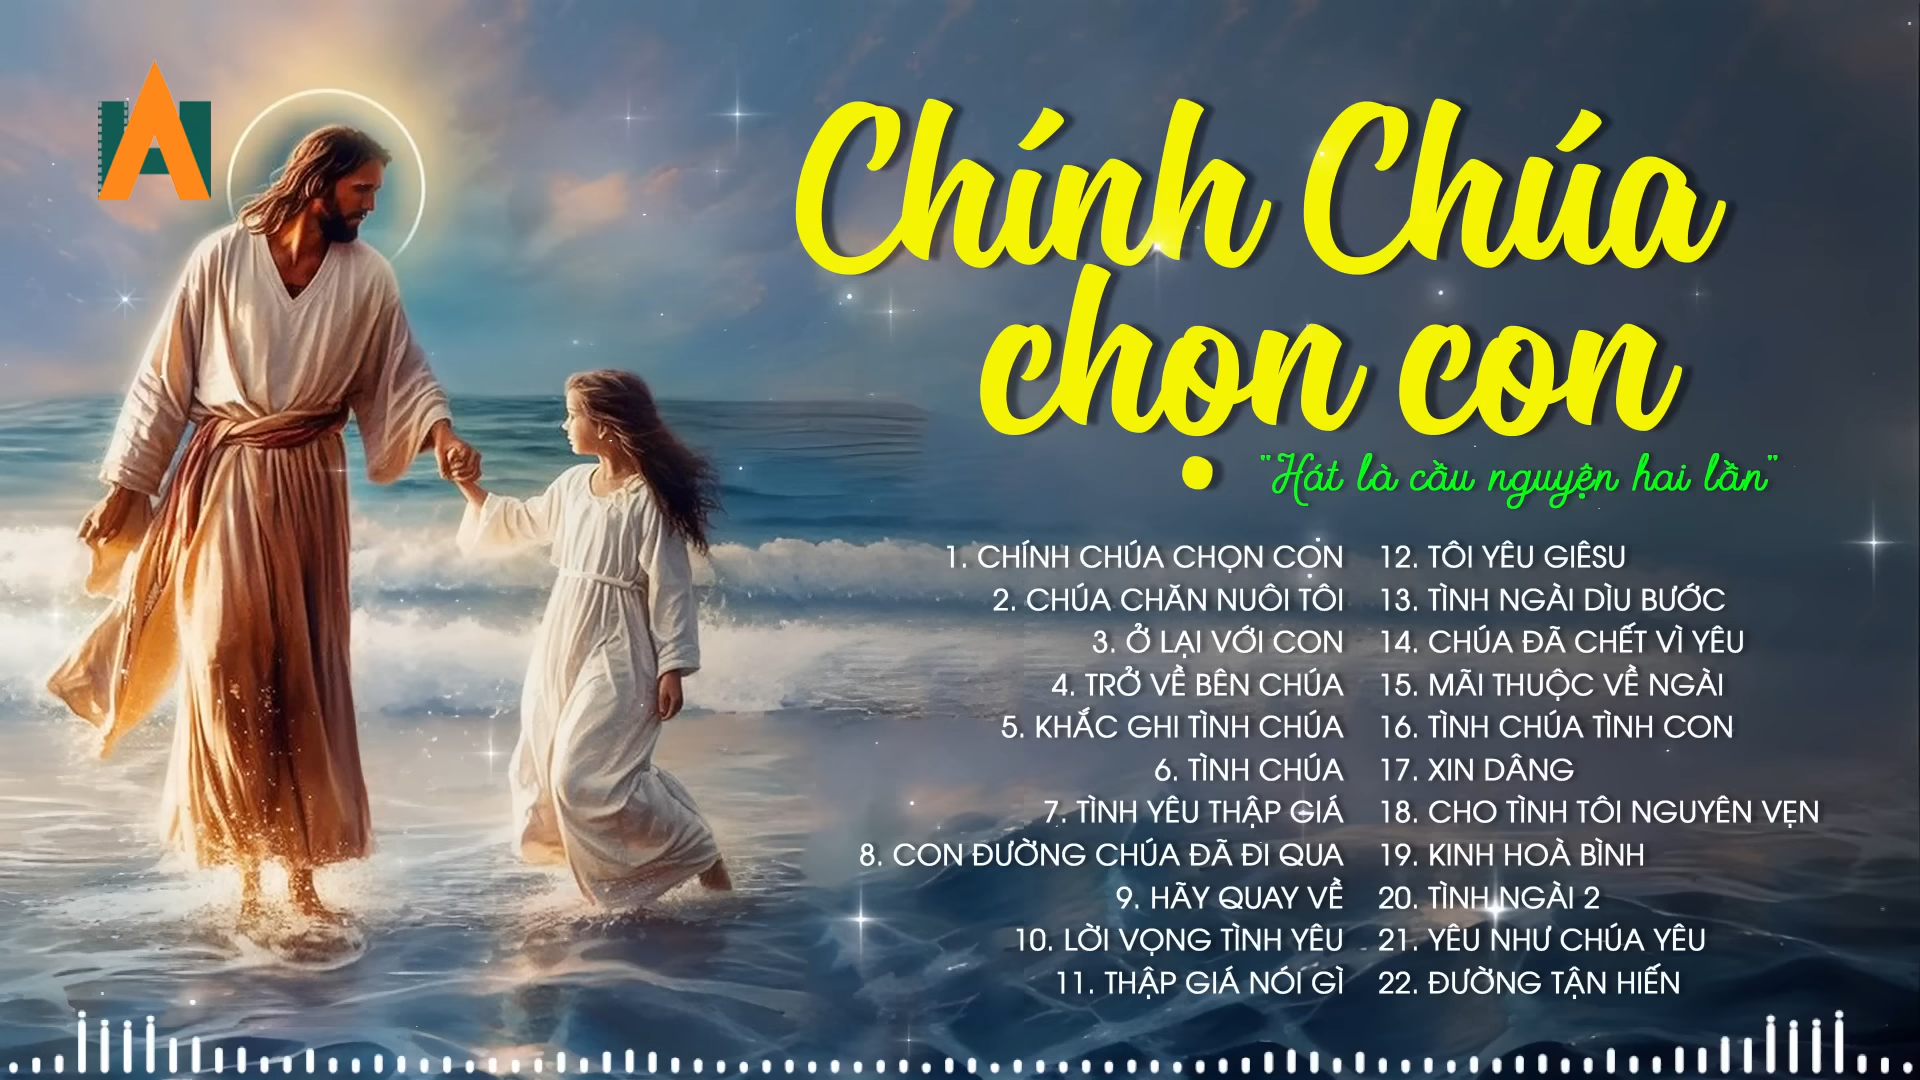 Chính Chúa
chọn con
"Hát là cầu nguyện hai lần"
1. CHÍNH CHÚA CHỌN CON
2. CHÚA CHĂN NUÔI TÔI
3. Ở LẠI VỚI CON
4. TRỞ VỀ BÊN CHÚA
5. KHẮC GHI TÌNH CHÚA
6. TÌNH CHÚA
7. TÌNH YÊU THẬP GIÁ
8. CON ĐƯỜNG CHÚA ĐÃ ĐI QUA
9. HÃY QUAY VỀ
10. LỜI VỌNG TÌNH YÊU
11. THẬP GIÁ NÓI GÌ
12. TÔI YÊU GIÊSU
13. TÌNH NGÀI DÌU BƯỚC
14. CHÚA ĐÃ CHẾT VÌ YÊU
15. MÃI THUỘC VỀ NGÀI
16. TÌNH CHÚA TÌNH CON
17. XIN DÂNG
18. CHO TÌNH TÔI NGUYÊN VẸN
19. KINH HOÀ BÌNH
20. TÌNH NGÀI 2
21. YÊU NHƯ CHÚA YÊU
22. ĐƯỜNG TẬN HIẾN